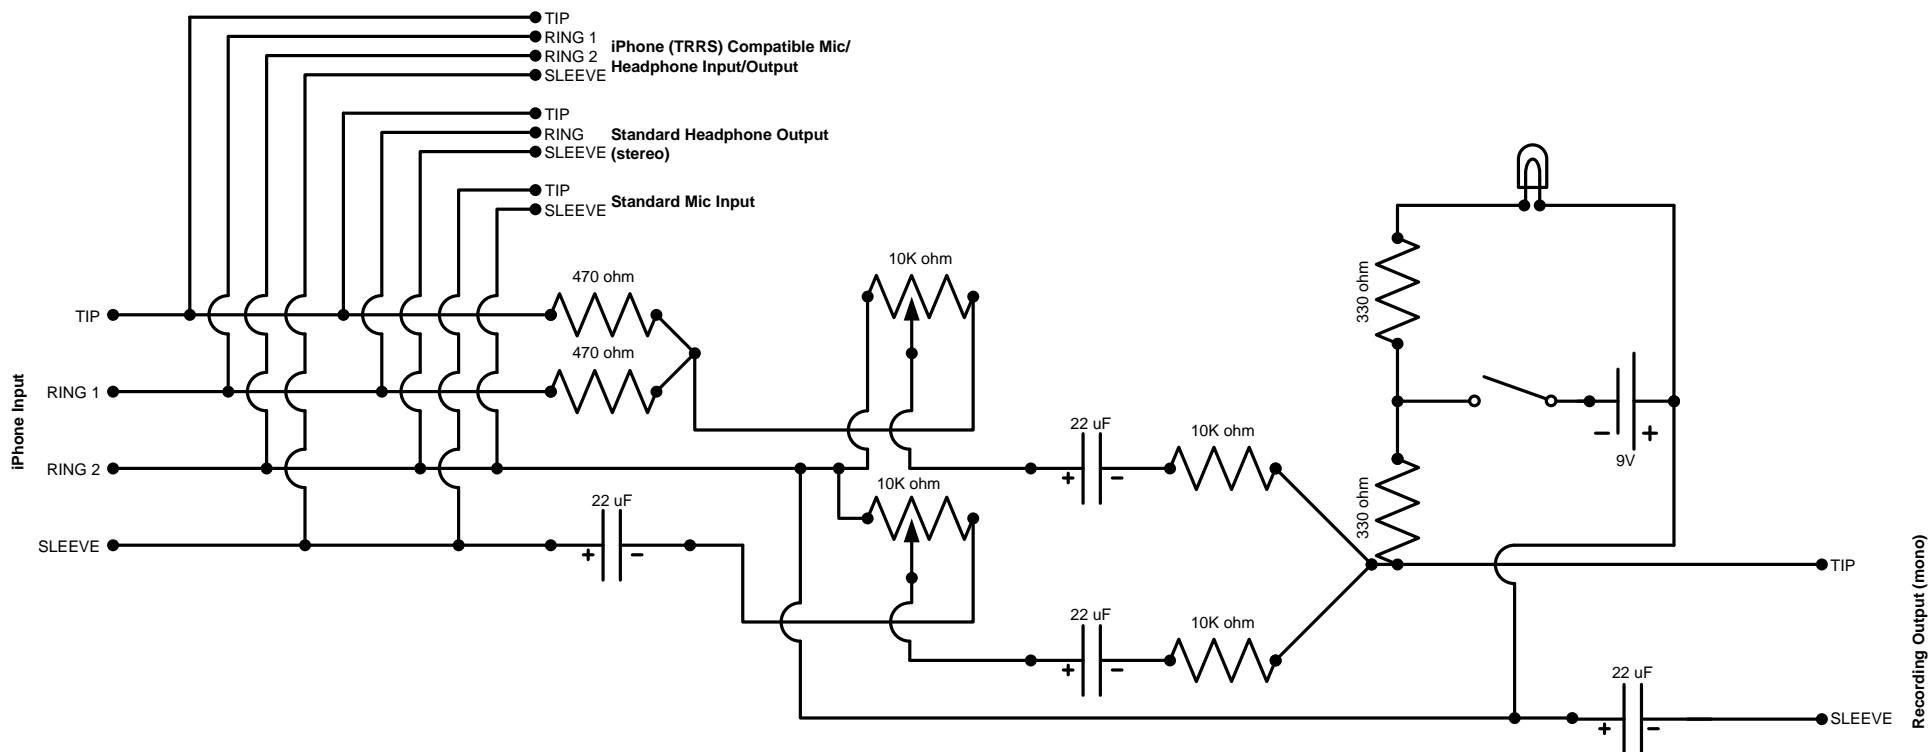 TIP
RING 1
iPhone (TRRS) Compatible Mic/
RING 2
Headphone Input/Output
SLEEVE
TIP
RING
Standard Headphone Output
SLEEVE
(stereo)
TIP
Standard Mic Input
SLEEVE
10K ohm
470 ohm
330 ohm
TIP
470 ohm
iPhone Input
RING 1
22 uF
10K ohm
- +
9V
RING 2
+ -
10K ohm
330 ohm
22 uF
SLEEVE
+ -
TIP
Recording Output (mono)
22 uF
10K ohm
+ -
22 uF
SLEEVE
+ -